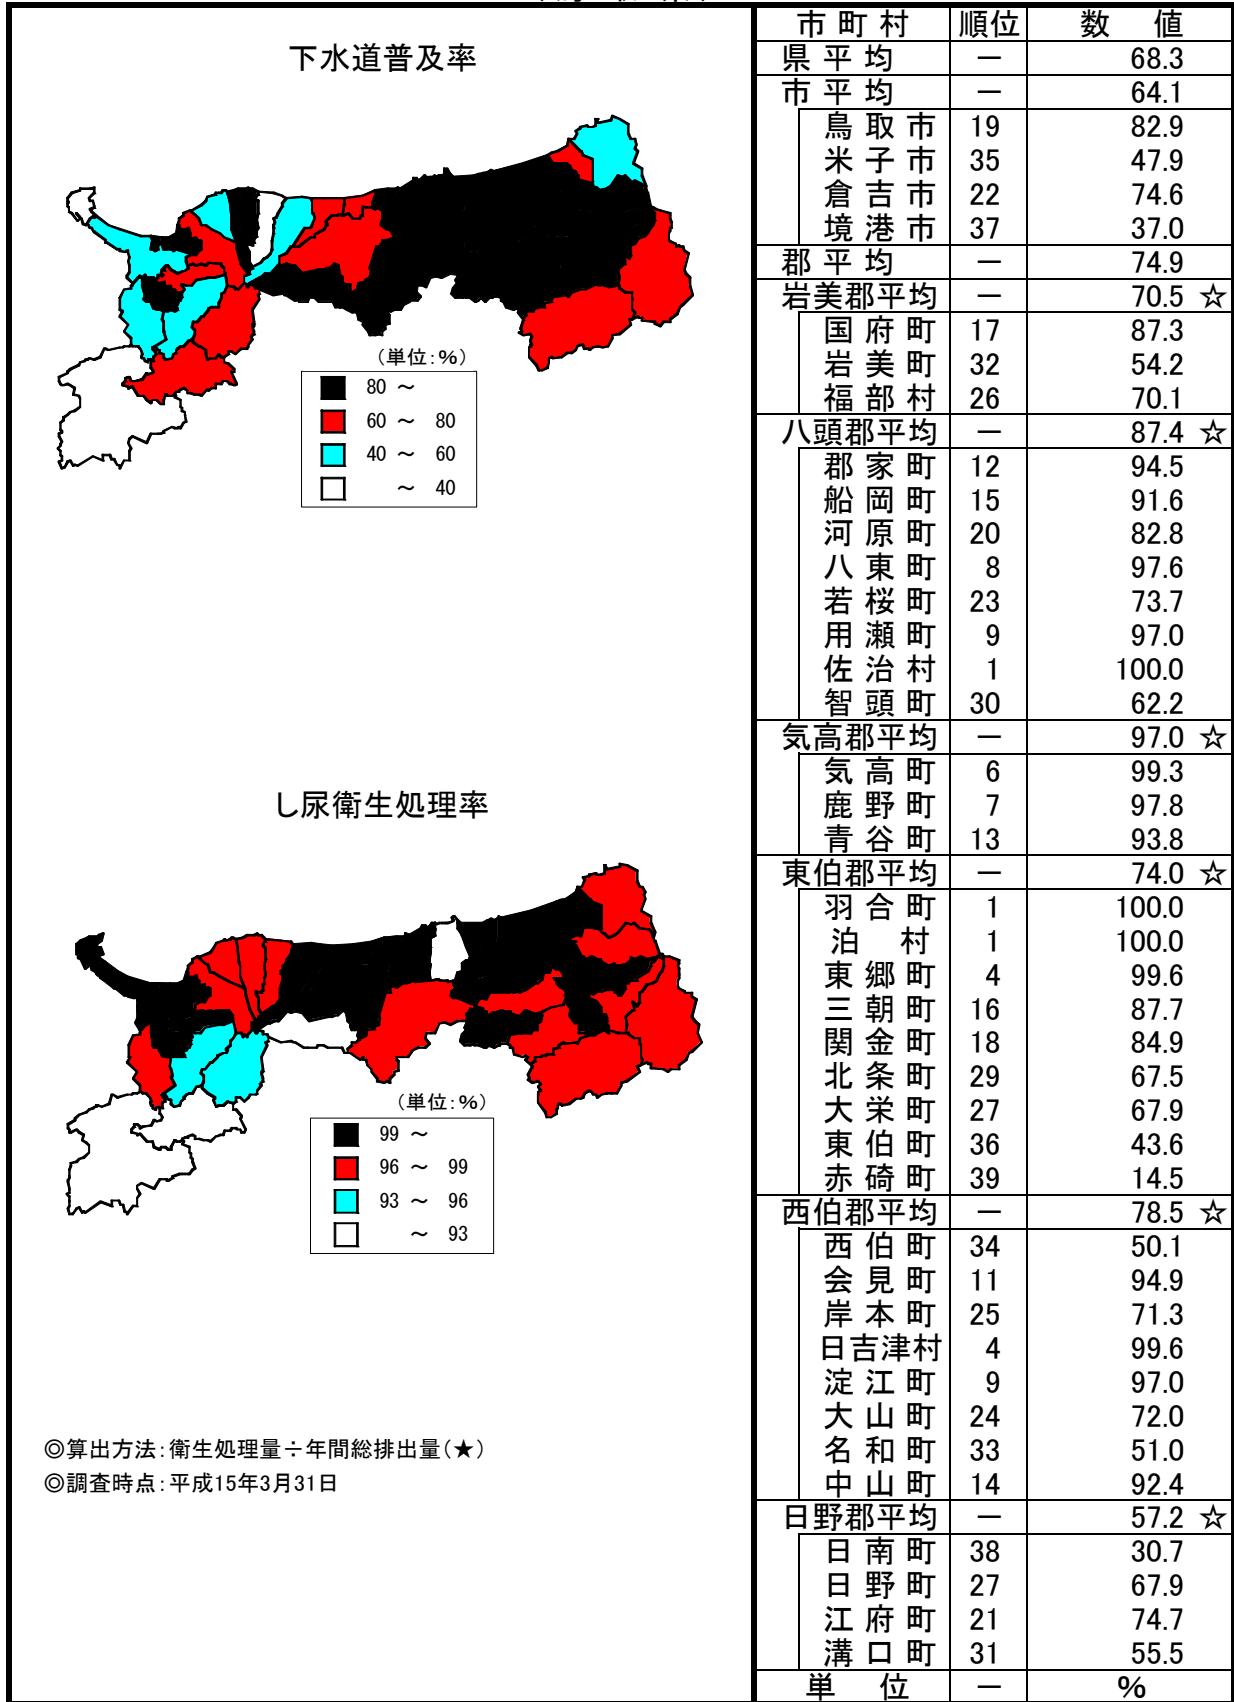 下水道普及率
(単位:%)
80 ～
60 ～ 80
40 ～ 60
～ 40
し尿衛生処理率
(単位:%)
99 ～
96 ～ 99
93 ～ 96
～ 93
◎算出方法:衛生処理量÷年間総排出量(★)
◎調査時点:平成15年3月31日
市町村 順位 数値
県平均 － 68.3
市平均 － 64.1
鳥取市 19 82.9
米子市 35 47.9
倉吉市 22 74.6
境港市 37 37.0
郡平均 － 74.9
岩美郡平均 － 70.5 ☆
国府町 17 87.3
岩美町 32 54.2
福部村 26 70.1
八頭郡平均 － 87.4 ☆
郡家町 12 94.5
船岡町 15 91.6
河原町 20 82.8
八東町 8 97.6
若桜町 23 73.7
用瀬町 9 97.0
佐治村 1 100.0
智頭町 30 62.2
気高郡平均 － 97.0 ☆
気高町 6 99.3
鹿野町 7 97.8
青谷町 13 93.8
東伯郡平均 － 74.0 ☆
羽合町 1 100.0
泊村 1 100.0
東郷町 4 99.6
三朝町 16 87.7
関金町 18 84.9
北条町 29 67.5
大栄町 27 67.9
東伯町 36 43.6
赤碕町 39 14.5
西伯郡平均 － 78.5 ☆
西伯町 34 50.1
会見町 11 94.9
岸本町 25 71.3
日吉津村 4 99.6
淀江町 9 97.0
大山町 24 72.0
名和町 33 51.0
中山町 14 92.4
日野郡平均 － 57.2 ☆
日南町 38 30.7
日野町 27 67.9
江府町 21 74.7
溝口町 31 55.5
単位 － %